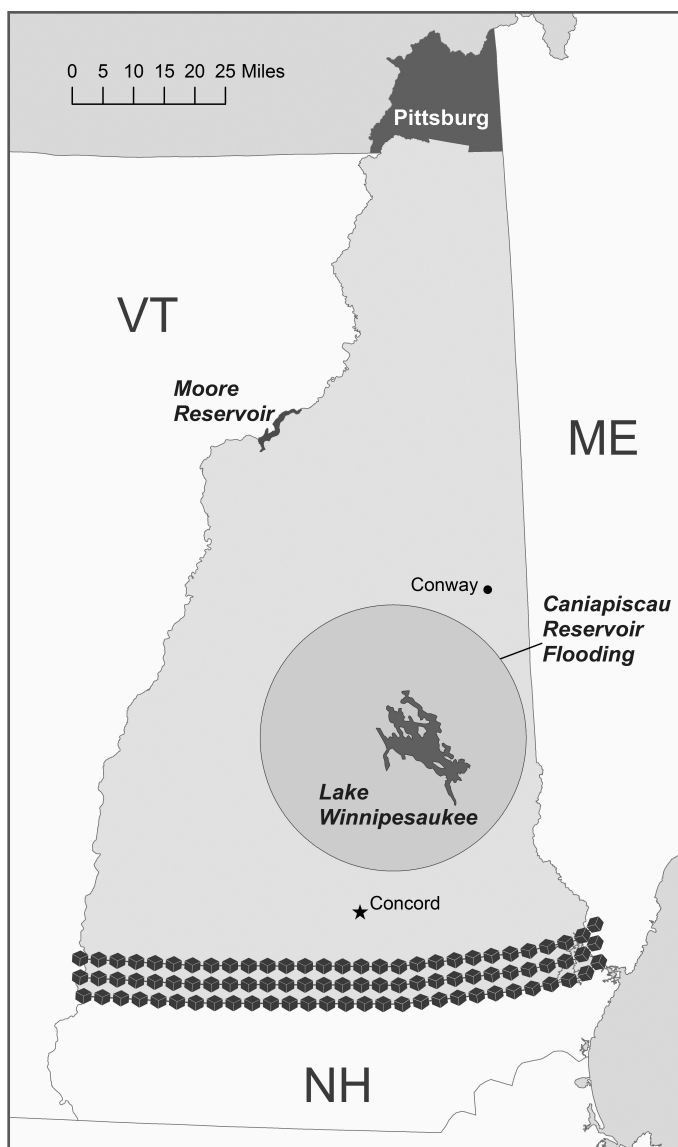 0 5 10 15 20 25 Miles
Pittsburg
VT
Moore
Reservoir
ME
Conway
Caniapiscau
Reservoir
Flooding
Lake
Winnipesaukee
Concord
NH